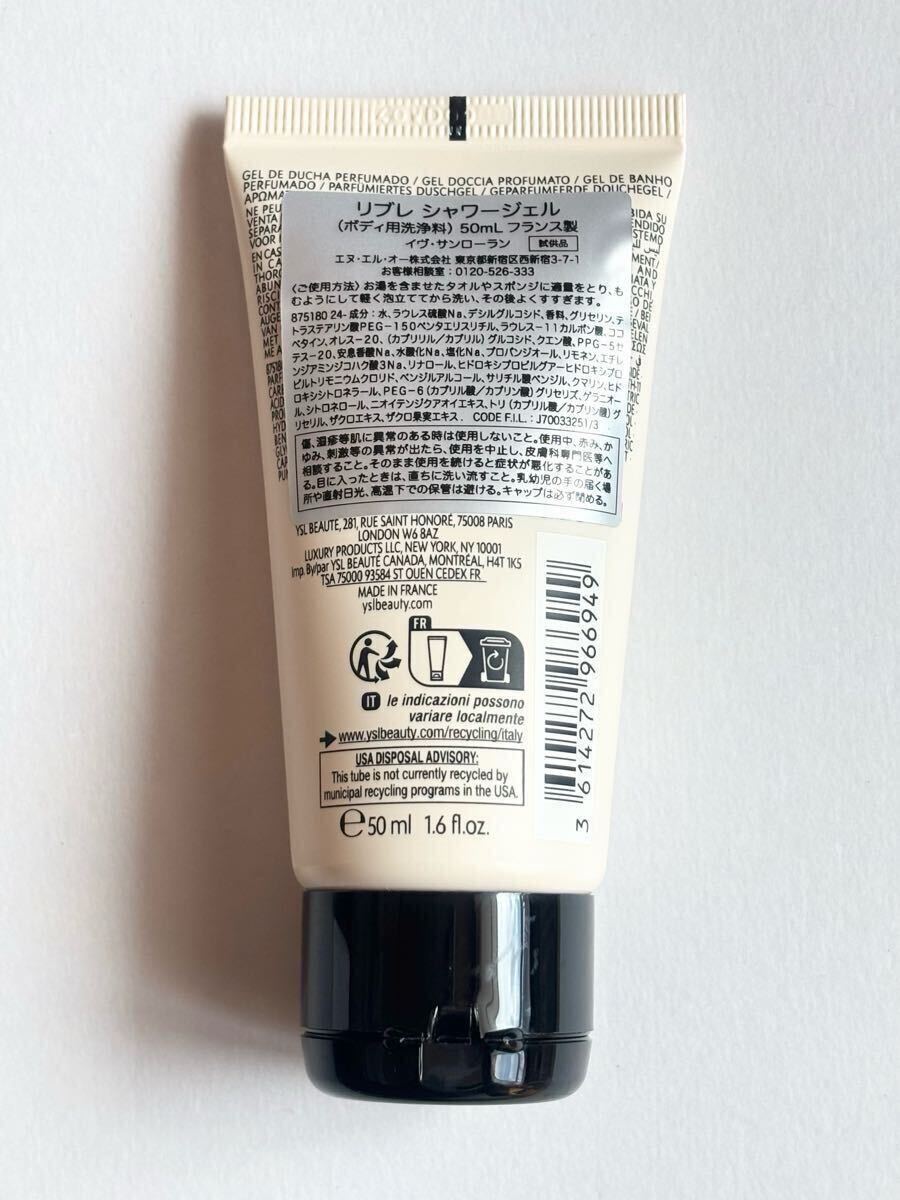 GEL DE DUCHA PERFUMADO / GEL DOCCIA PROFUMATO / GEL DE BANHO
PERFUMADO / PARFÜMIERTES DUSCHGEL / GEPARFUMEERDE DOUCHEGEL /
リブレ シャワージェル
(ボディ用洗浄料) 50mL フランス製
イヴ・サンローラン 試供品
エヌ・エル・オー株式会社 東京都新宿区西新宿3-7-1
お客様相談室:0120-526-333
〈ご使用方法〉お湯を含ませたタオルやスポンジに適量をとり、も
むようにして軽く泡立ててから洗い、その後よくすすぎます。
875180 24- 成分:水、ラウレス硫酸Na、デシルグルコシド、香料、グリセリン、テ
トラステアリン酸PEG-150ペンタエリスリチル、ラウレス-11カルボン酸、ココ
ベタイン、オレス-20、(カプリリル/カプリル) グルコシド、クエン酸、PPG-5セ
テス-20、安息香酸Na、水酸化Na、塩化Na、プロパンジオール、リモネン、エチレ
ンジアミンジコハク酸3Na、リナロール、ヒドロキシプロピルグアーヒドロキシプロ
ピルトリモニウムクロリド、ベンジルアルコール、サリチル酸ベンジル、クマリン、ヒド
ロキシシトロネラール、PEG-6 (カプリル酸/カプリン酸) グリセリズ、ゲラニオー
ル、シトロネロール、ニオイテンジクアオイエキス、トリ (カプリル酸/カプリン酸) グ
リセリル、ザクロエキス、ザクロ果実エキス. CODE F.I.L.: J70033251/3
傷、湿疹等肌に異常のある時は使用しないこと。使用中、赤み、か
ゆみ、刺激等の異常が出たら、使用を中止し、皮膚科専門医等へ
相談すること。そのまま使用を続けると症状が悪化することがあ
る。目に入ったときは、直ちに洗い流すこと。乳幼児の手の届く場
所や直射日光、高温下での保管は避ける。キャップは必ず閉める。
YSL BEAUTE, 281, RUE SAINT HONORÉ, 75008 PARIS
LONDON W6 8AZ
LUXURY PRODUCTS LLC, NEW YORK, NY 10001
Imp. By/par YSL BEAUTÉ CANADA, MONTRÉAL, H4T 1K5
TSA 75000 93584 ST OUEN CEDEX FR
MADE IN FRANCE
yslbeauty.com
FR
IT le indicazioni possono
variare localmente
www.yslbeauty.com/recycling/italy
USA DISPOSAL ADVISORY:
This tube is not currently recycled by
municipal recycling programs in the USA.
e50 ml 1.6 fl.oz.
3 614272 966949